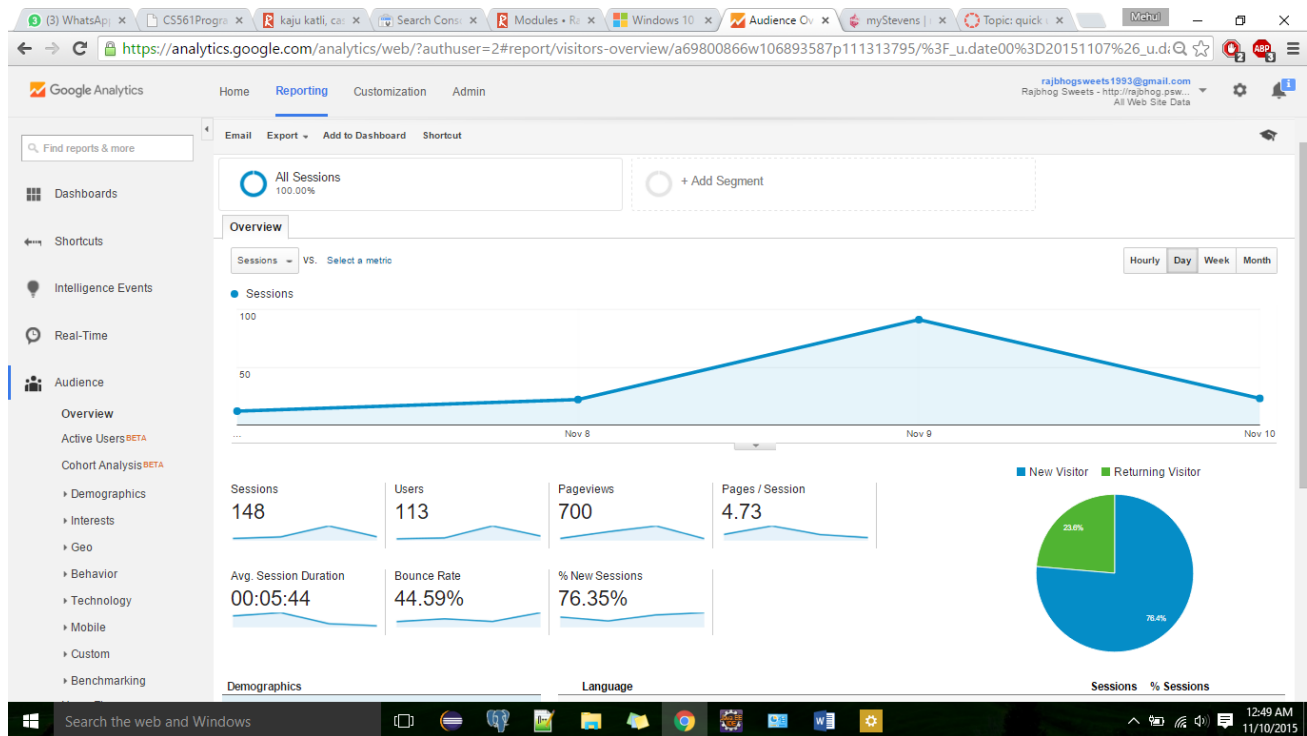 (3) WhatsAp
CS561Progra
kaju katli, cas
Search Conso
Modules • Ra
Windows 10
Audience Ov
myStevens |
Topic: quick
Mehul
https://analytics.google.com/analytics/web/?authuser=2#report/visitors-overview/a69800866w106893587p111313795/%3F_u.date00%3D20151107%26_u.d
2
ABP
3
Google Analytics
Home Reporting Customization Admin
rajbhogsweets1993@gmail.com
Rajbhog Sweets - http://rajbhog.psw...
All Web Site Data
1
Find reports & more
Email Export Add to Dashboard Shortcut
Dashboards
Shortcuts
Intelligence Events
Real-Time
Audience
Overview
Active Users BETA
Cohort Analysis BETA
Demographics
Interests
Geo
Behavior
Technology
Mobile
Custom
Benchmarking
All Sessions
100.00%
+ Add Segment
Overview
Sessions VS. Select a metric
Hourly Day Week Month
Sessions
100
50
... Nov 8 Nov 9 Nov 10
New Visitor Returning Visitor
Sessions
148
Users
113
Pageviews
700
Pages / Session
4.73
Avg. Session Duration
00:05:44
Bounce Rate
44.59%
% New Sessions
76.35%
23.6%
76.4%
Demographics
Language
Sessions % Sessions
Search the web and Windows
12:49 AM
11/10/2015